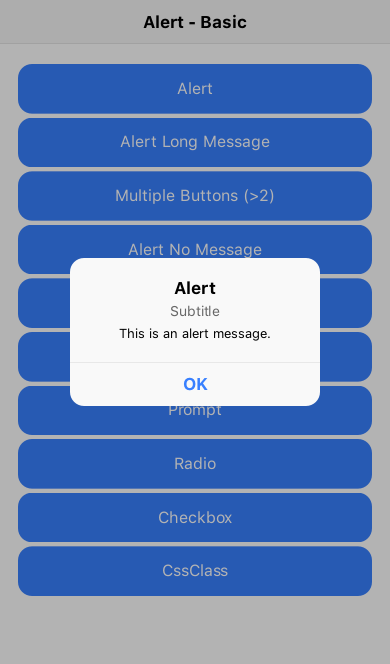 Alert - Basic
Alert
Alert Long Message
Multiple Buttons (>2)
Alert No Message
Alert
Subtitle
This is an alert message.
OK
Prompt
Radio
Checkbox
CssClass